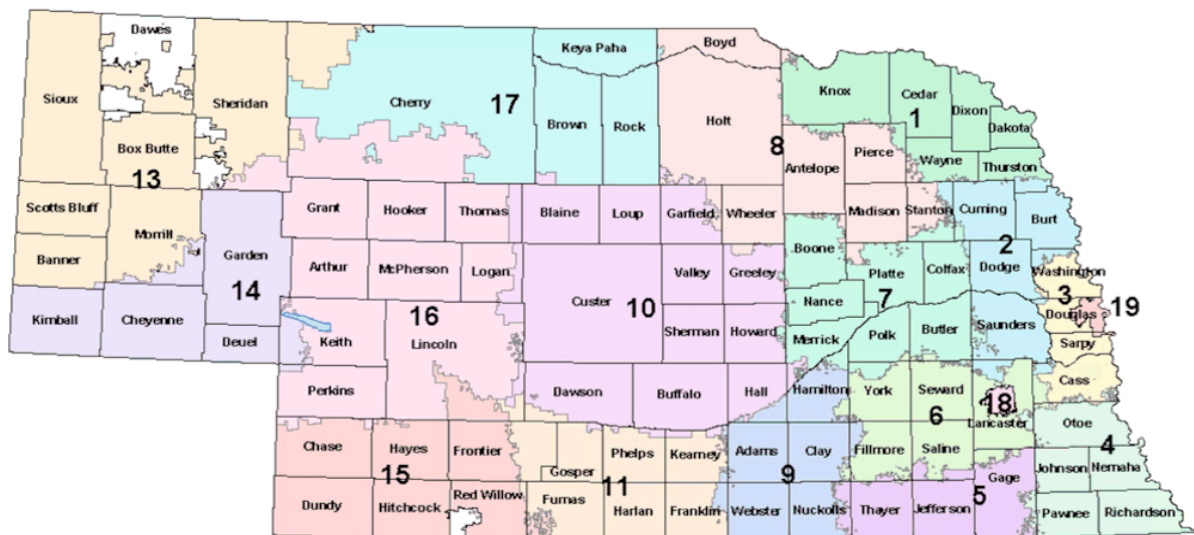 Dawes
Boyd
Keya Paha
Sioux
Sheridan
Cherry
17
Knox
Cedar
Dixon
1
Dakota
Box Butte
Brown
Rock
Holt
8
Pierce
Antelope
Wayne
Thurston
13
Scotts Bluff
Grant
Hooker
Thomas
Blaine
Loup
Garfield
Wheeler
Madison
Stanton
Cuming
Burt
Morrill
Banner
Garden
14
Arthur
McPherson
Logan
Valley
Greeley
Boone
Platte
Colfax
2
Dodge
Washington
Kimball
Cheyenne
Deuel
Keith
16
Lincoln
Custer
10
Sherman
Howard
Nance
7
Merrick
Polk
Butler
Saunders
3
Douglas
19
Sarpy
Perkins
Dawson
Buffalo
Hall
Hamilton
York
Seward
18
Cass
Lancaster
6
Otoe
Chase
Hayes
Frontier
Gosper
Phelps
Kearney
Adams
Clay
Fillmore
Saline
4
15
11
9
5
Gage
Johnson
Nemaha
Dundy
Hitchcock
Red Willow
Furnas
Harlan
Franklin
Webster
Nuckolls
Thayer
Jefferson
Pawnee
Richardson